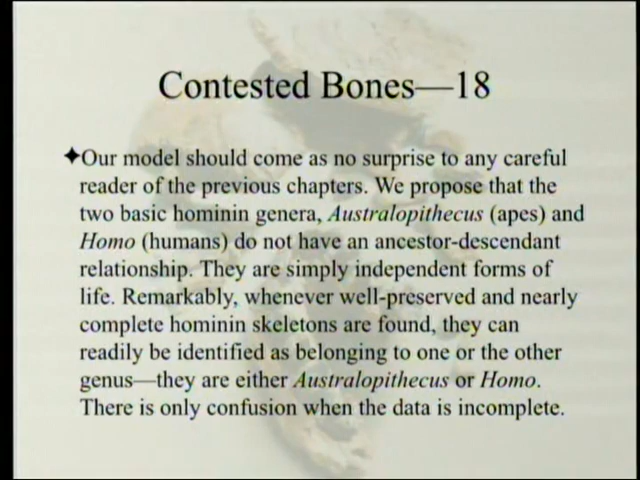 Contested Bones—18
✦Our model should come as no surprise to any careful
reader of the previous chapters. We propose that the
two basic hominin genera, Australopithecus (apes) and
Homo (humans) do not have an ancestor-descendant
relationship. They are simply independent forms of
life. Remarkably, whenever well-preserved and nearly
complete hominin skeletons are found, they can
readily be identified as belonging to one or the other
genus—they are either Australopithecus or Homo.
There is only confusion when the data is incomplete.